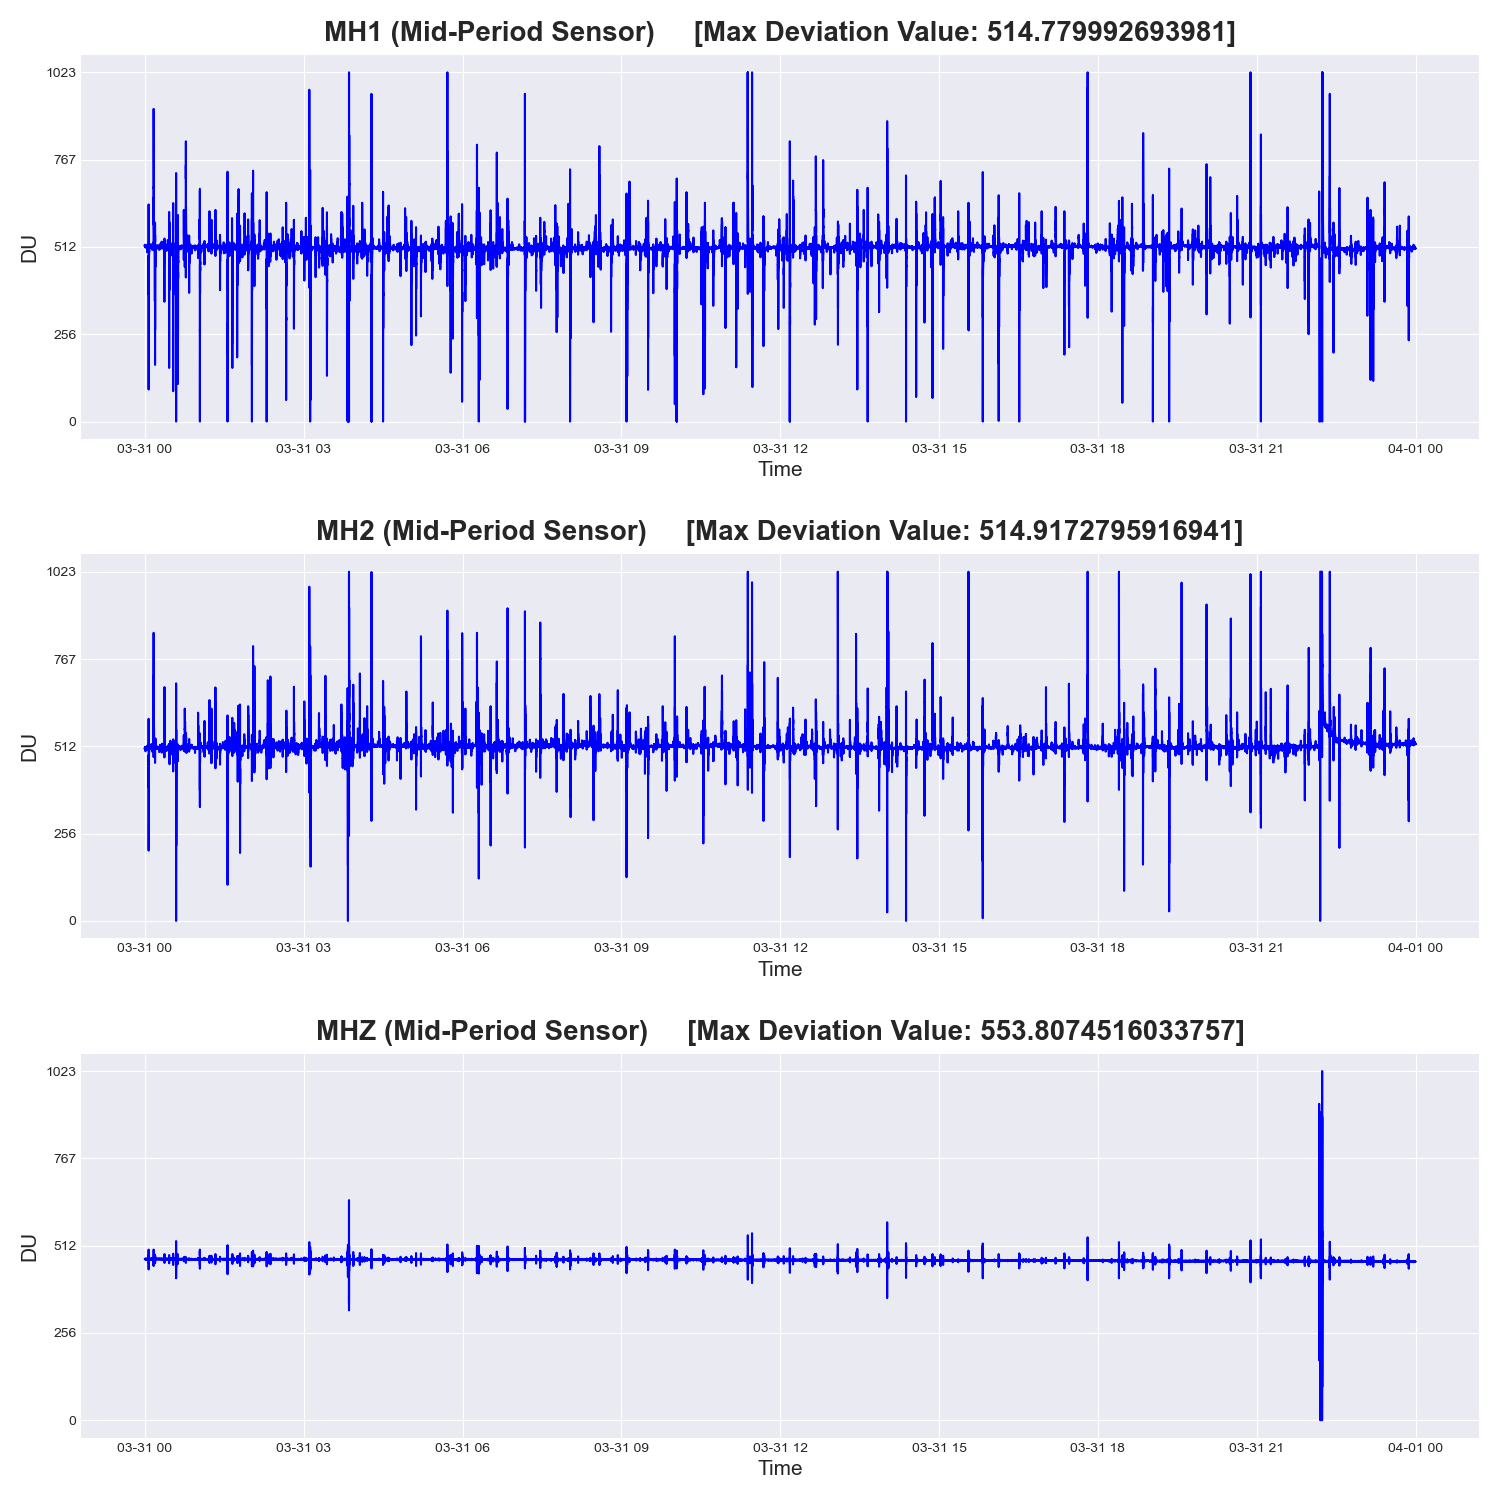 MH1 (Mid-Period Sensor) [Max Deviation Value: 514.779992693981]
1023
767
512
256
0
DU
03-31 00 03-31 03 03-31 06 03-31 09 03-31 12 03-31 15 03-31 18 03-31 21 04-01 00
Time
MH2 (Mid-Period Sensor) [Max Deviation Value: 514.9172795916941]
1023
767
512
256
0
DU
03-31 00 03-31 03 03-31 06 03-31 09 03-31 12 03-31 15 03-31 18 03-31 21 04-01 00
Time
MHZ (Mid-Period Sensor) [Max Deviation Value: 553.8074516033757]
1023
767
512
256
0
DU
03-31 00 03-31 03 03-31 06 03-31 09 03-31 12 03-31 15 03-31 18 03-31 21 04-01 00
Time